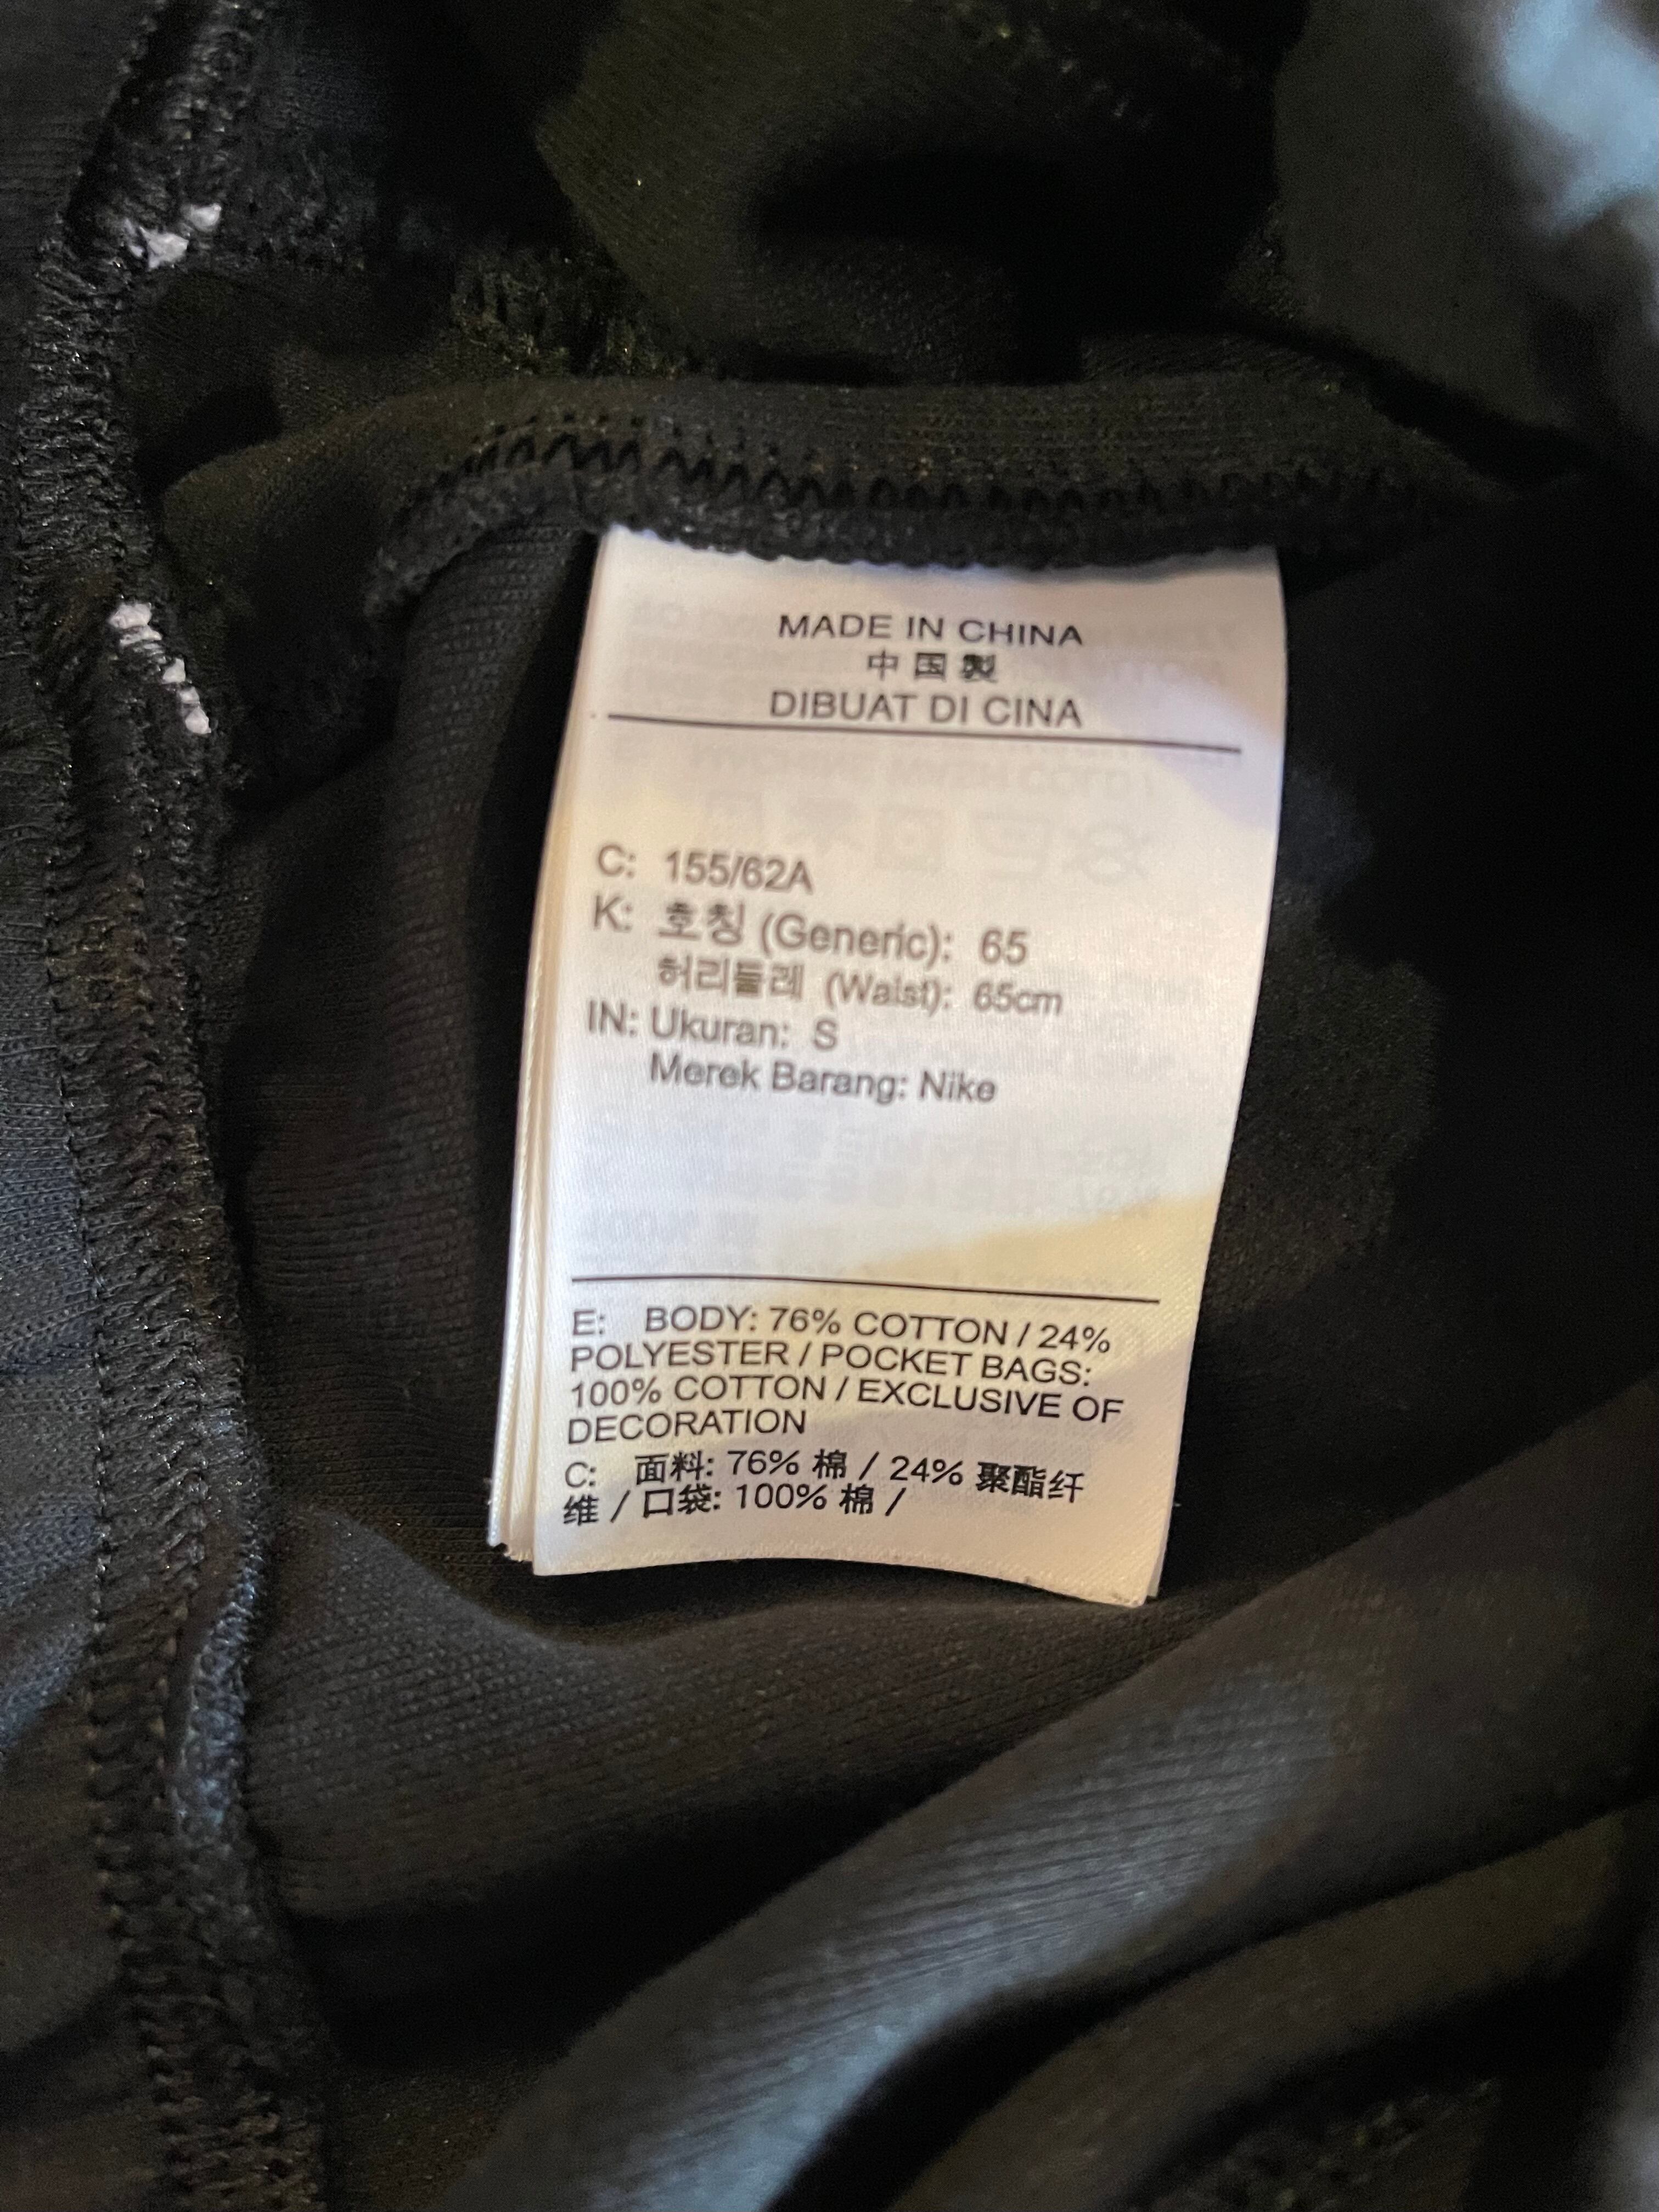 MADE IN CHINA
中国製
DIBUAT DI CINA
C: 155/62A
K: 호칭 (Generic): 65
허리둘레 (Waist): 65cm
IN: Ukuran: S
Merek Barang: Nike
E: BODY: 76% COTTON / 24%
POLYESTER / POCKET BAGS:
100% COTTON / EXCLUSIVE OF
DECORATION
C: 面料: 76% 棉 / 24% 聚酯纤
维 / 口袋: 100% 棉 /